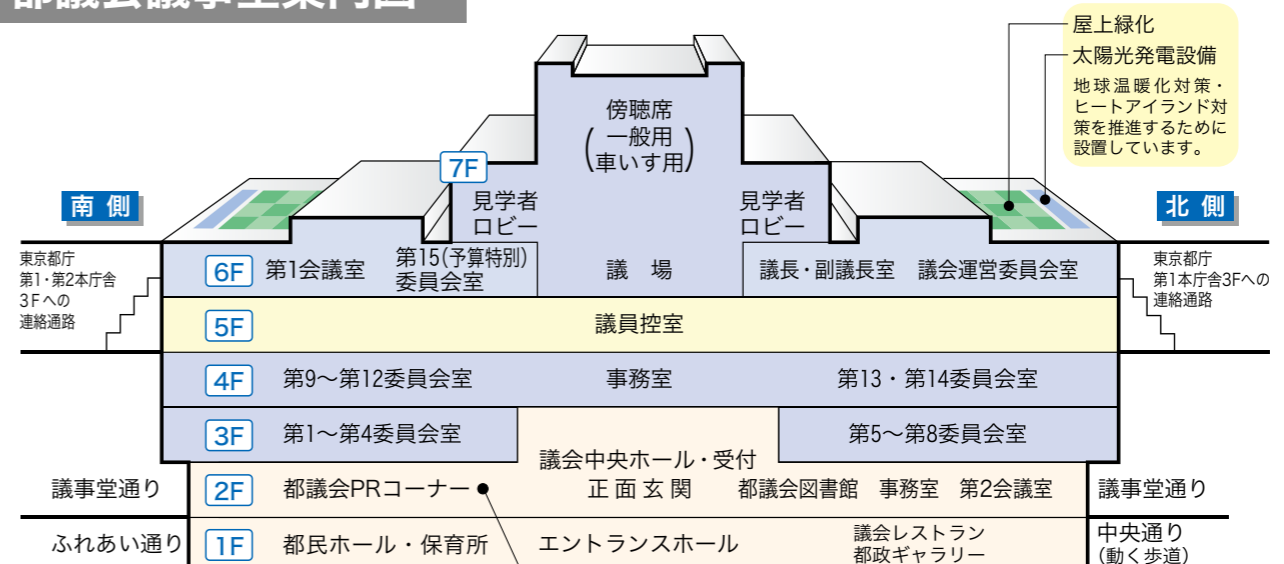 都議会議事堂案内図
屋上緑化
太陽光発電設備
地球温暖化対策・
ヒートアイランド対
策を推進するために
設置しています。
傍聴席
(一般用
車いす用)
7F
見学者
ロビー
見学者
ロビー
南側
北側
東京都庁
第1・第2本庁舎
3Fへの
連絡通路
6F 第1会議室 第15(予算特別)
委員会室
議場 議長・副議長室 議会運営委員会室
東京都庁
第1本庁舎3Fへの
連絡通路
5F 議員控室
4F 第9〜第12委員会室 事務室 第13・第14委員会室
3F 第1〜第4委員会室 第5〜第8委員会室
議会中央ホール・受付
議事堂通り 2F 都議会PRコーナー 正面玄関 都議会図書館 事務室 第2会議室 議事堂通り
ふれあい通り 1F 都民ホール・保育所 エントランスホール
議会レストラン
都政ギャラリー
中央通り
(動く歩道)